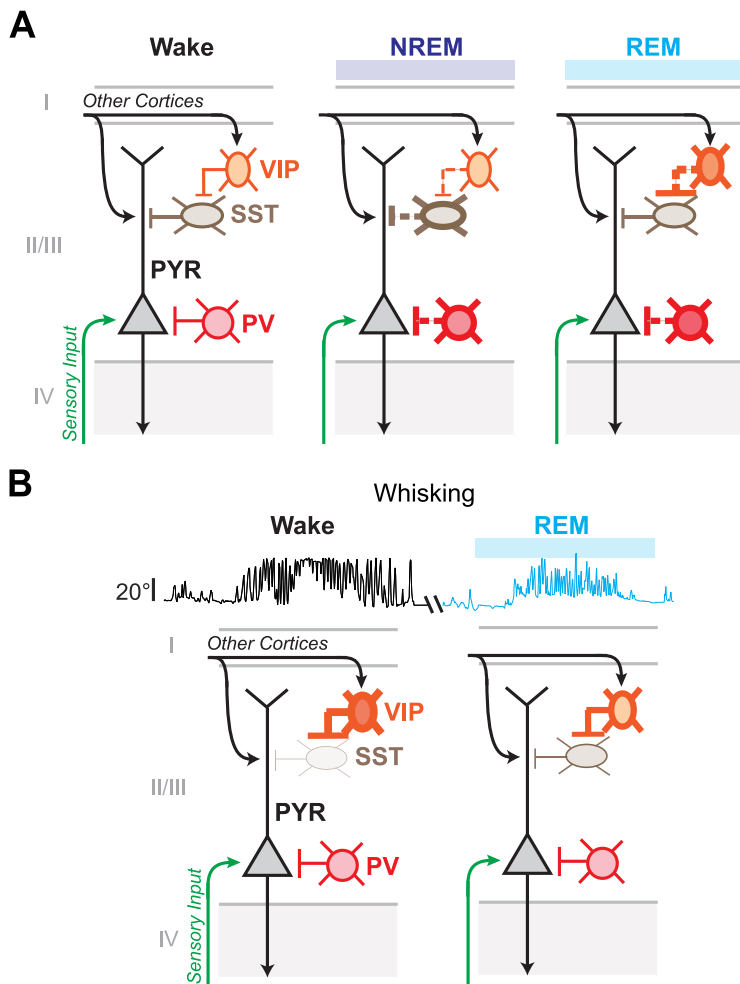 A
Wake
NREM
REM
I
Other Cortices
VIP
SST
II/III
PYR
PV
Sensory Input
IV
B
Whisking
Wake
REM
20°
I
Other Cortices
VIP
SST
II/III
PYR
PV
Sensory Input
IV